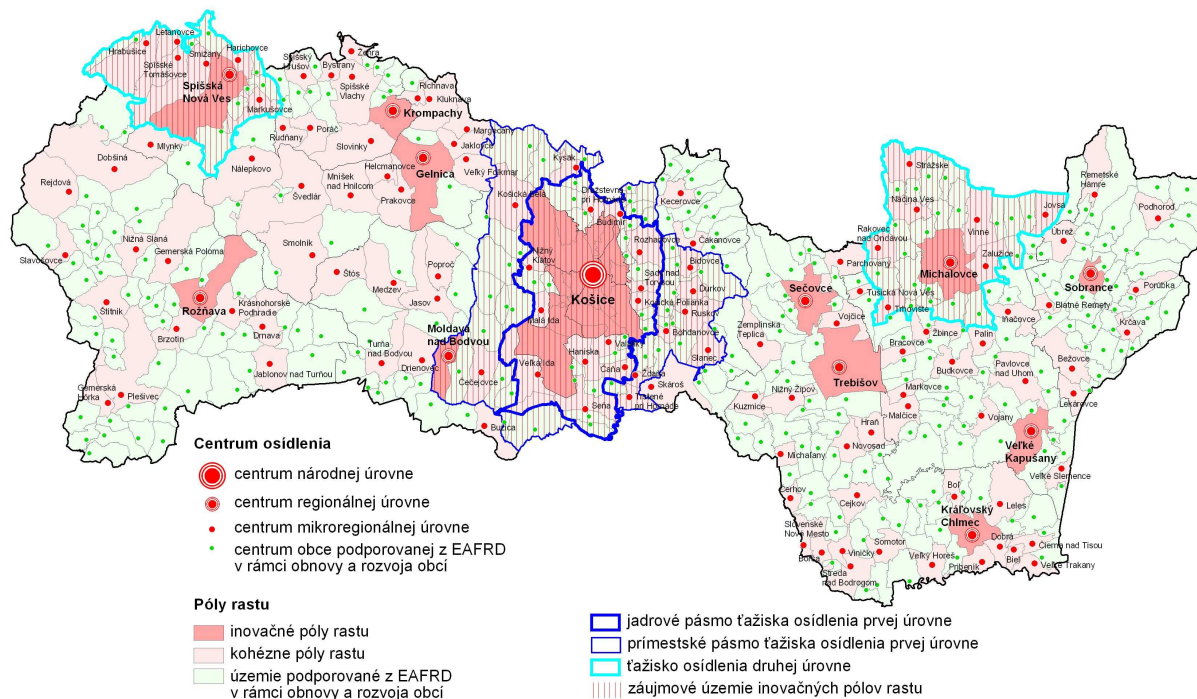 Letanovce
Hrabušice
Harichovce
Smižany
Spišské
Tomášovce
Spišská
Nová Ves
Markušovce
Žehra
Spišský
Hrušov
Bystrany
Spišské
Vlachy
Richnava
Kluknava
Krompachy
Margecany
Rudňany
Poráč
Slovinky
Jaklovce
Mlynky
Dobšiná
Nálepkovo
Helcmanovce
Gelnica
Veľký Folkmar
Kysak
Rejdová
Mníšek
nad Hnilcom
Švedlár
Prakovce
Košická Belá
Družstevná
pri Hornáde
Budimír
Kecerovce
Strážske
Remetské
Hámre
Nacina Ves
Jovsa
Podhoroď
Nižná Slaná
Slavošovce
Gemerská Poloma
Smolník
Štós
Poproč
Medzev
Jasov
Nižný
Klátov
Rozhanovce
Čakanovce
Bidovce
Rakovec
nad Ondavou
Vinné
Úbrež
Parchovany
Zalužice
Michalovce
Košice
Sady nad
Torysou
Ďurkov
Košická Polianka
Ruskov
Sečovce
Tušická Nová Ves
Trhovište
Sobrance
Porúbka
Blatné Remety
Rožňava
Krásnohorské
Podhradie
Štítnik
Brzotín
Drnava
Malá Ida
Bohdanovce
Vojčice
Zemplínska
Teplica
Iňačovce
Krčava
Turňa
nad Bodvou
Moldava
nad Bodvou
Drienovec
Haniska
Valaliky
Slanec
Žbince
Palín
Bracovce
Bežovce
Jablonov nad Turňou
Čečejovce
Veľká Ida
Čaňa
Ždaňa
Skároš
Trstené
pri Hornáde
Trebišov
Budkovce
Pavlovce
nad Uhom
Lekárovce
Gemerská
Hôrka
Plešivec
Seňa
Buzica
Kuzmice
Nižný Žipov
Markovce
Malčice
Vojany
Hraň
Novosad
Veľké
Kapušany
Michaľany
Veľké Slemence
Čerhov
Cejkov
Boľ
Leles
Kráľovský
Chlmec
Slovenské
Nové Mesto
Borša
Viničky
Somotor
Streda
nad Bodrogom
Veľký Horeš
Dobrá
Čierna nad Tisou
Pribeník
Biel
Veľké Trakany
Centrum osídlenia
centrum národnej úrovne
centrum regionálnej úrovne
centrum mikroregionálnej úrovne
centrum obce podporovanej z EAFRD
v rámci obnovy a rozvoja obcí
Póly rastu
inovačné póly rastu
kohézne póly rastu
územie podporované z EAFRD
v rámci obnovy a rozvoja obcí
jadrové pásmo ťažiska osídlenia prvej úrovne
prímestské pásmo ťažiska osídlenia prvej úrovne
ťažisko osídlenia druhej úrovne
záujmové územie inovačných pólov rastu